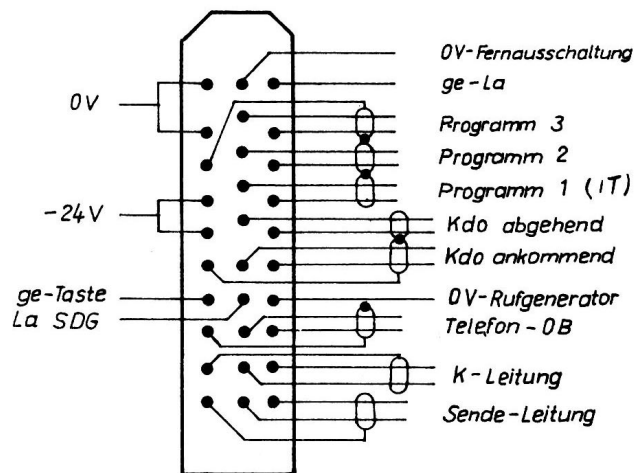 0V-Fernausschaltung
ge-La
0V
Programm 3
Programm 2
Programm 1 (iT)
-24V
Kdo abgehend
Kdo ankommend
ge-Taste
0V-Rufgenerator
La SDG
Telefon-OB
K-Leitung
Sende-Leitung